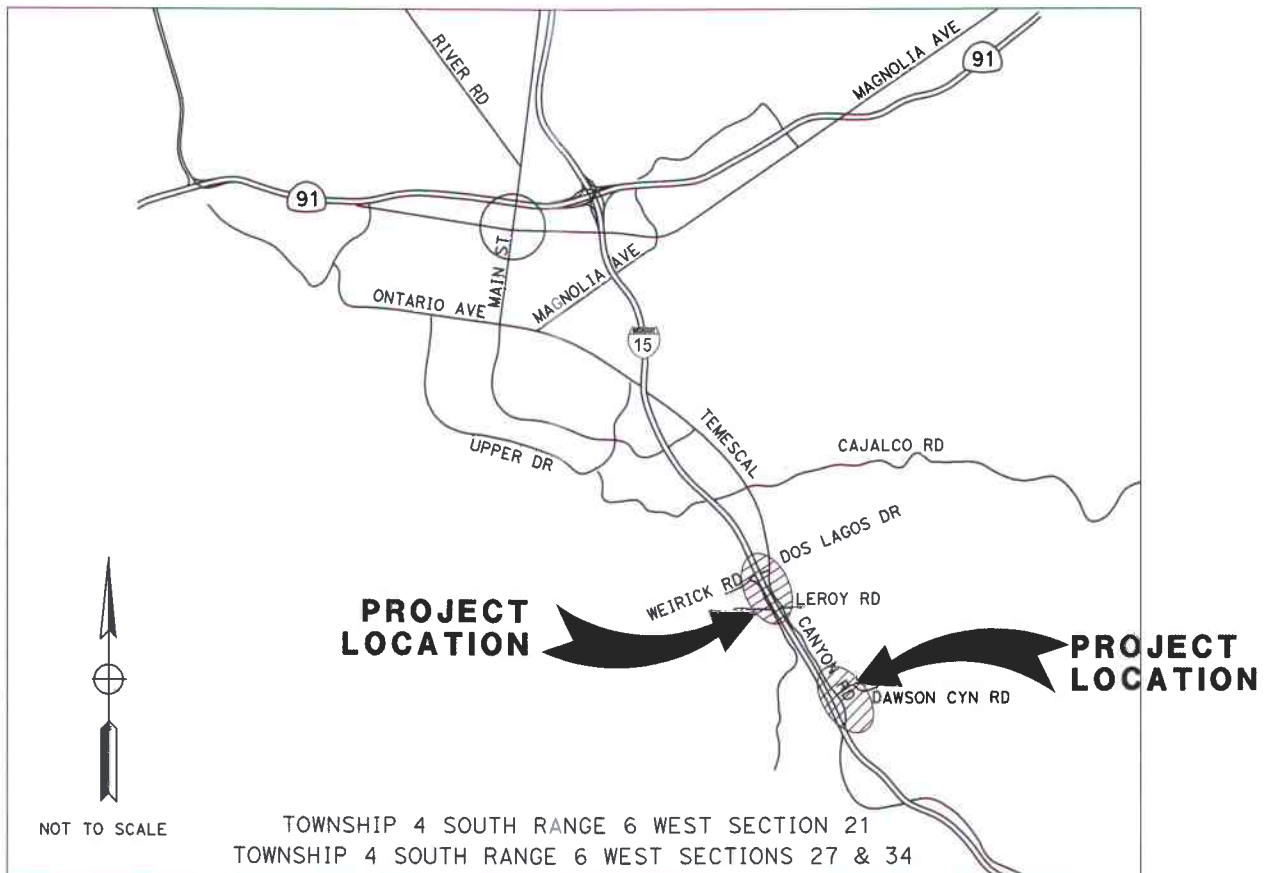 RIVER RD
MAGNOLIA AVE
91
91
MAIN ST
MAGNOLIA AVE
ONTARIO AVE
15
UPPER DR
TEMESCAL
CAJALCO RD
DOS LAGOS DR
WEIRICK RD
LEROY RD
PROJECT
LOCATION
CANYON RD
PROJECT
LOCATION
DAWSON CYN RD
NOT TO SCALE
TOWNSHIP 4 SOUTH RANGE 6 WEST SECTION 21
TOWNSHIP 4 SOUTH RANGE 6 WEST SECTIONS 27 & 34